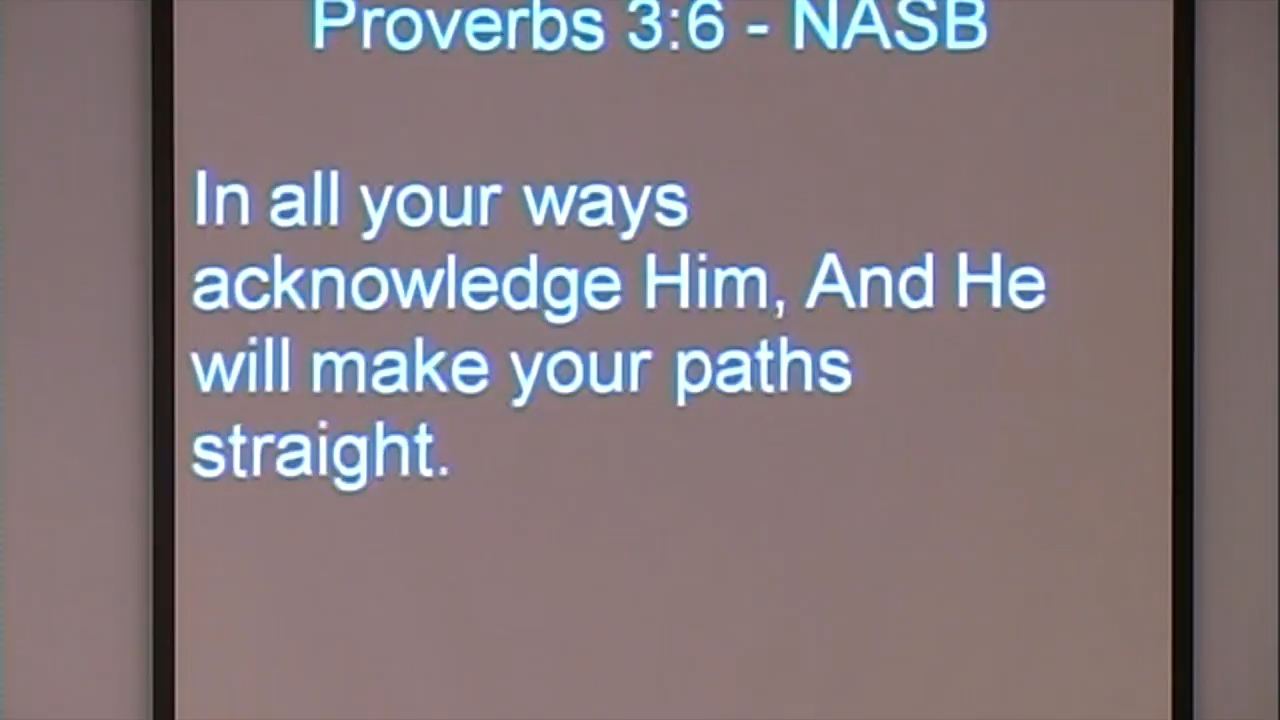 Proverbs 3:6 - NASB
In all your ways
acknowledge Him, And He
will make your paths
straight.